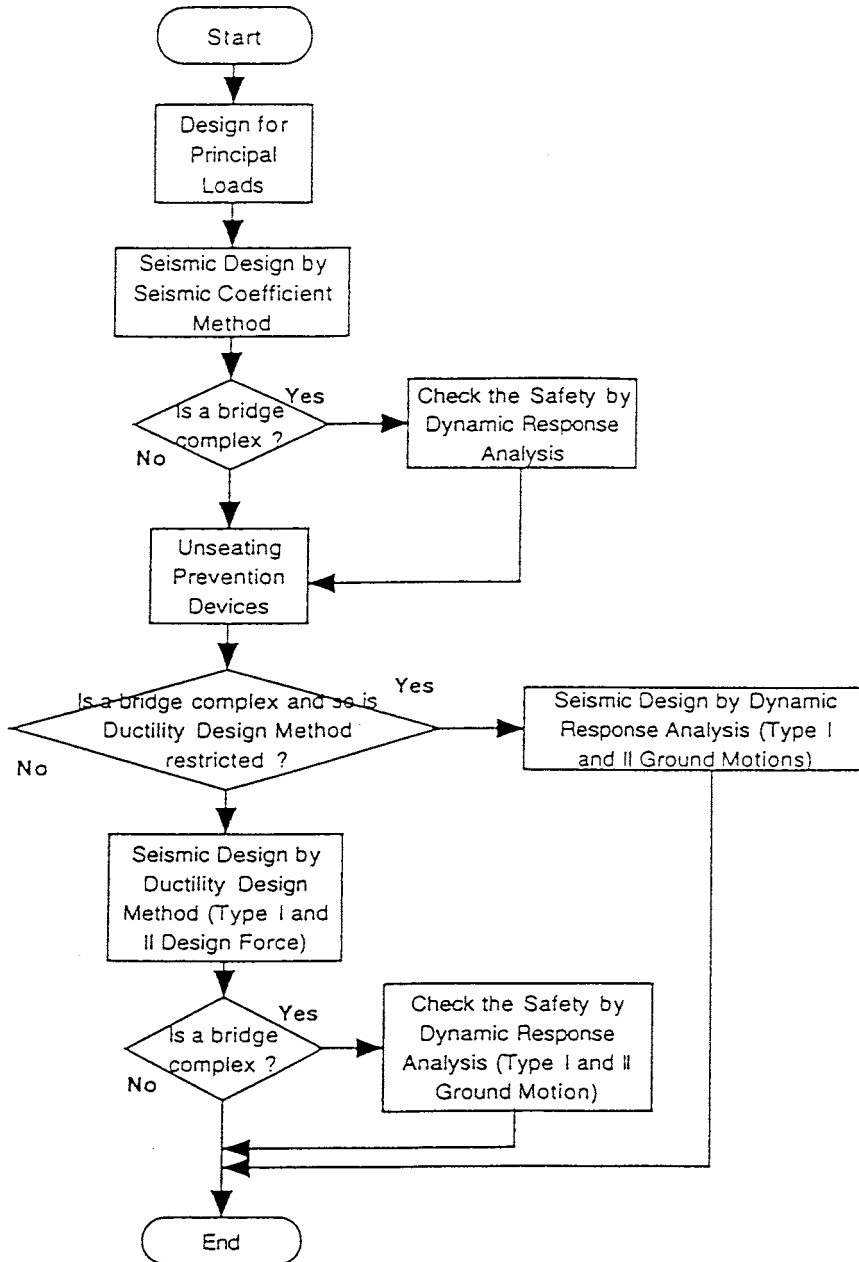 Start
Design for
Principal
Loads
Seismic Design by
Seismic Coefficient
Method
Yes
Is a bridge
complex ?
No
Check the Safety by
Dynamic Response
Analysis
Unseating
Prevention
Devices
Yes
Is a bridge complex and so is
Ductility Design Method
restricted ?
No
Seismic Design by Dynamic
Response Analysis (Type I
and II Ground Motions)
Seismic Design by
Ductility Design
Method (Type I and
II Design Force)
Yes
Is a bridge
complex ?
No
Check the Safety by
Dynamic Response
Analysis (Type I and II
Ground Motion)
End